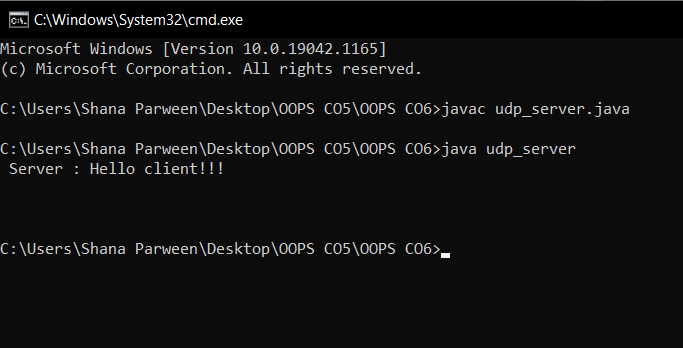 C:\Windows\System32\cmd.exe
Microsoft Windows [Version 10.0.19042.1165]
(c) Microsoft Corporation. All rights reserved.
C:\Users\Shana Parween\Desktop\OOPS CO5\OOPS CO6>javac udp_server.java
C:\Users\Shana Parween\Desktop\OOPS CO5\OOPS CO6>java udp_server
Server : Hello client!!!
C:\Users\Shana Parween\Desktop\OOPS CO5\OOPS CO6>